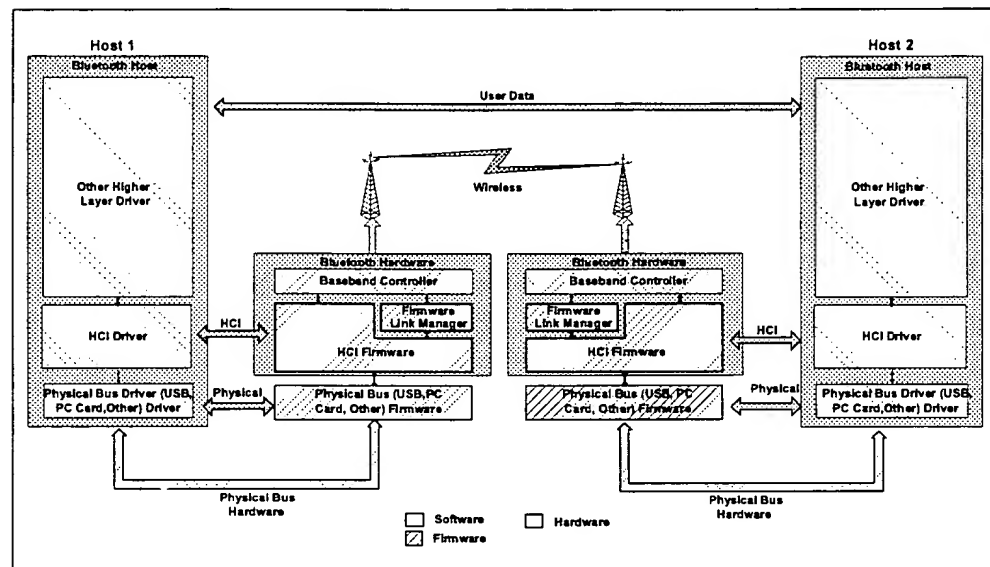 Host 1
Host 2
Bluetooth Host
Bluetooth Host
User Data
Other Higher
Layer Driver
Other Higher
Layer Driver
Wireless
Bluetooth Hardware
Bluetooth Hardware
Baseband Controller
Baseband Controller
Firmware
Link Manager
Firmware
Link Manager
HCI Driver
HCI
HCI Firmware
HCI Firmware
HCI
HCI Driver
Physical Bus Driver (USB,
PC Card,Other) Driver
Physical
Physical Bus (USB,PC
Card, Other) Firmware
Physical Bus (USB, PC
Card, Other) Firmware
Physical
Physical Bus Driver (USB,
PC Card,Other) Driver
Physical Bus
Hardware
Physical Bus
Hardware
Software
Hardware
Firmware